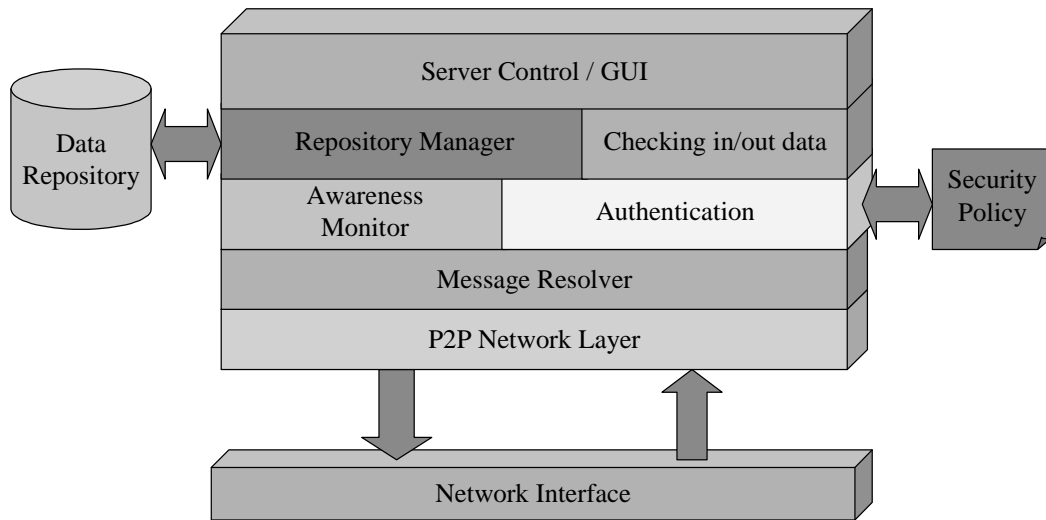 Server Control / GUI
Data
Repository
Repository Manager
Checking in/out data
Awareness
Monitor
Authentication
Security
Policy
Message Resolver
P2P Network Layer
Network Interface